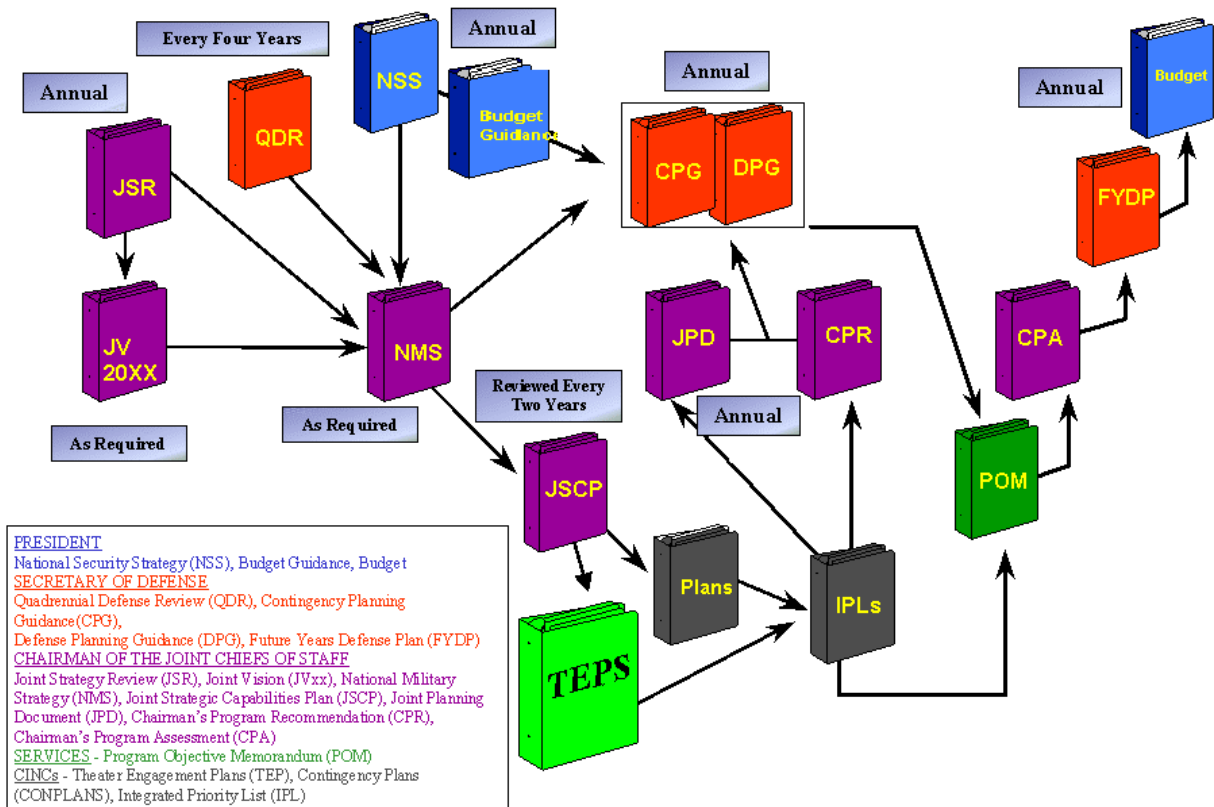 Every Four Years
Annual
Annual
Annual
Annual
NSS
Budget
Guidance
QDR
JSR
CPG
DPG
Budget
FYDP
JV
20XX
NMS
JPD
CPR
CPA
As Required
As Required
Reviewed Every
Two Years
Annual
JSCP
POM
Plans
IPLs
TEPS
PRESIDENT
National Security Strategy (NSS), Budget Guidance, Budget
SECRETARY OF DEFENSE
Quadrennial Defense Review (QDR), Contingency Planning
Guidance(CPG),
Defense Planning Guidance (DPG), Future Years Defense Plan (FYDP)
CHAIRMAN OF THE JOINT CHIEFS OF STAFF
Joint Strategy Review (JSR), Joint Vision (JVxx), National Military
Strategy (NMS), Joint Strategic Capabilities Plan (JSCP), Joint Planning
Document (JPD), Chairman's Program Recommendation (CPR),
Chairman's Program Assessment (CPA)
SERVICES - Program Objective Memorandum (POM)
CINCs - Theater Engagement Plans (TEP), Contingency Plans
(CONPLANS), Integrated Priority List (IPL)